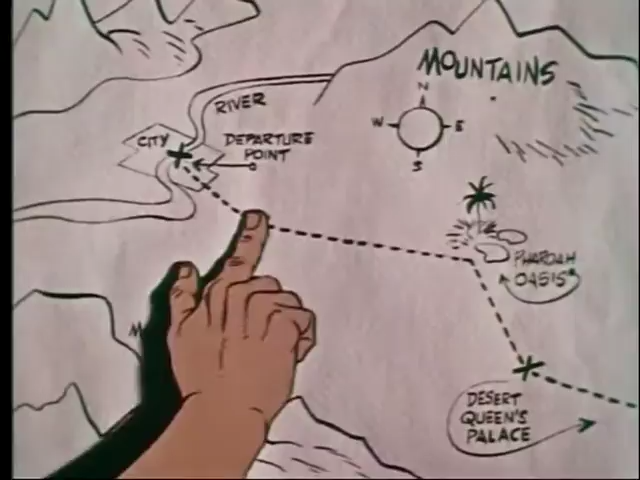 MOUNTAINS
N
W E
S
RIVER
CITY
DEPARTURE
POINT
PHAROAH
OASIS
DESERT
QUEEN'S
PALACE